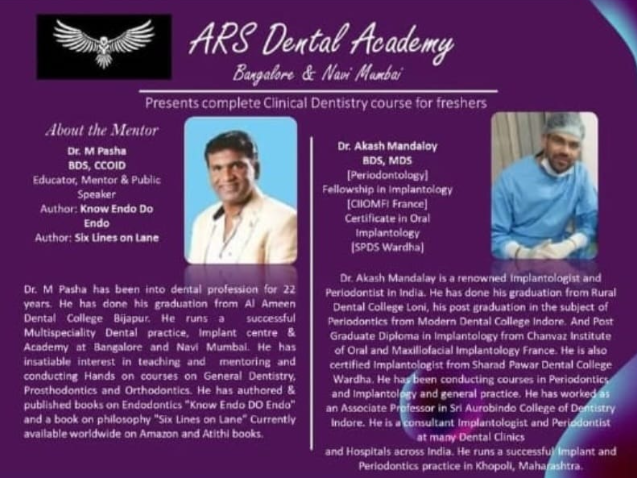 ARS Dental Academy
Bangalore & Navi Mumbai
Presents complete Clinical Dentistry course for freshers
About the Mentor
Dr. M Pasha
BDS, CCOID
Educator, Mentor & Public
Speaker
Author: Know Endo Do
Endo
Author: Six Lines on Lane
Dr. M Pasha has been into dental profession for 22
years. He has done his graduation from Al Ameen
Dental College Bijapur. He runs a successful
Multispeciality Dental practice, Implant centre &
Academy at Bangalore and Navi Mumbai. He has
insatiable interest in teaching and mentoring and
conducting Hands on courses on General Dentistry,
Prosthodontics and Orthodontics. He has authored &
published books on Endodontics "Know Endo DO Endo"
and a book on philosophy "Six Lines on Lane" Currently
available worldwide on Amazon and Atithi books.
Dr. Akash Mandaloy
BDS, MDS
[Periodontology]
Fellowship in Implantology
[CIIOMFI France]
Certificate in Oral
Implantology
[SPDS Wardha]
Dr. Akash Mandalay is a renowned Implantologist and
Periodontist in India. He has done his graduation from Rural
Dental College Loni, his post graduation in the subject of
Periodontics from Modern Dental College Indore. And Post
Graduate Diploma in Implantology from Chanvaz Institute
of Oral and Maxillofacial Implantology France. He is also
certified Implantologist from Sharad Pawar Dental College
Wardha. He has been conducting courses in Periodontics
and Implantology and general practice. He has worked as
an Associate Professor in Sri Aurobindo College of Dentistry
Indore. He is a consultant Implantologist and Periodontist
at many Dental Clinics
and Hospitals across India. He runs a successful Implant and
Periodontics practice in Khopoli, Maharashtra.